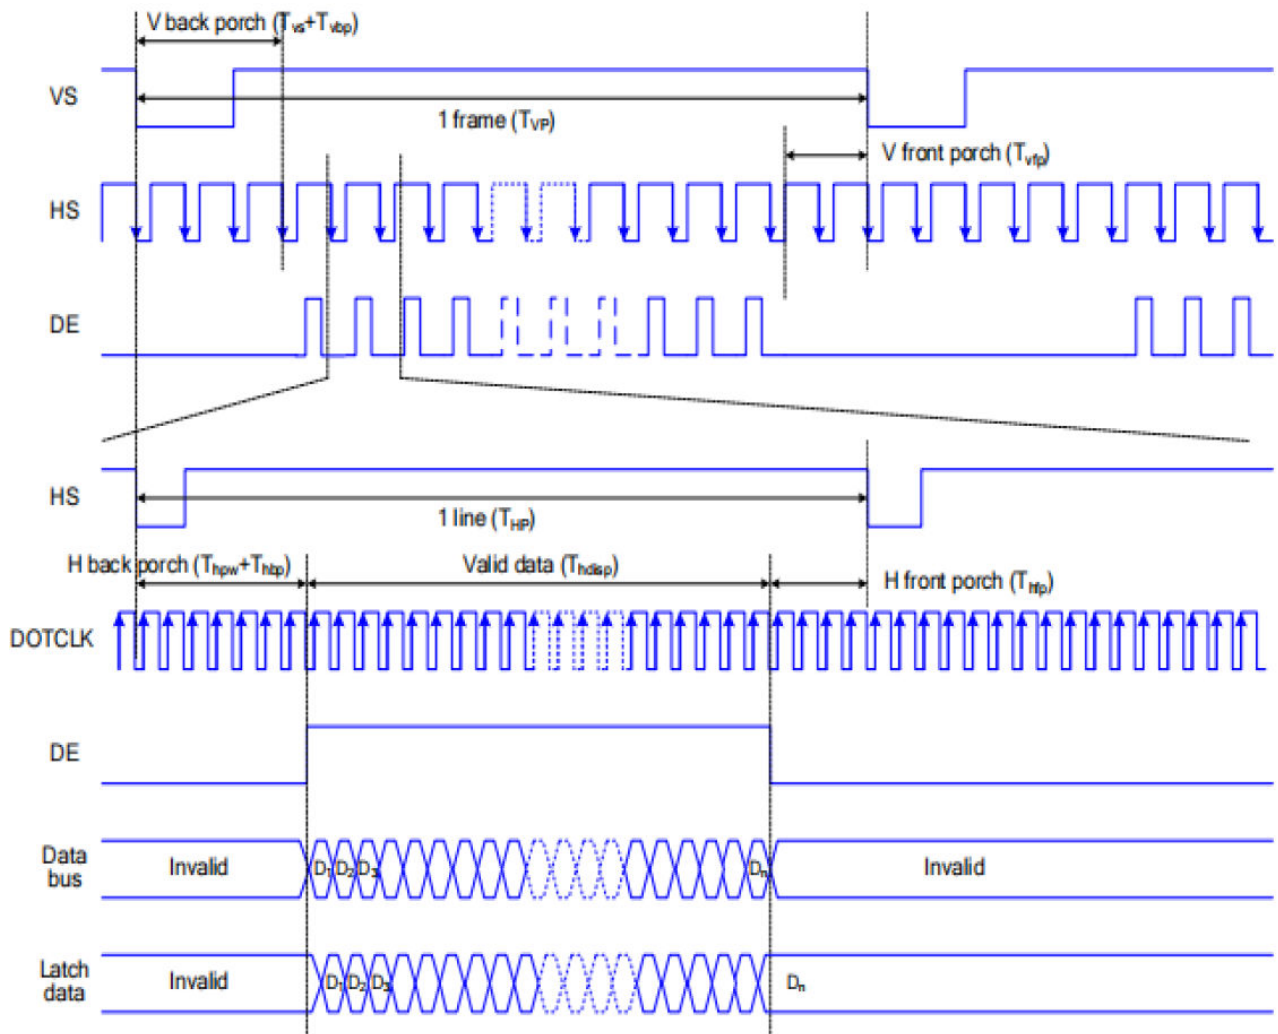 V back porch (Tvs+Tvbp)
VS
1 frame (TVP)
V front porch (Tvfp)
HS
DE
HS
1 line (THP)
H back porch (Thpw+Thbp)
Valid data (Thdisp)
H front porch (Thfp)
DOTCLK
DE
Data
bus
Invalid
D1 D2 D3
Dn
Invalid
Latch
data
Invalid
D1 D2 D3
Dn